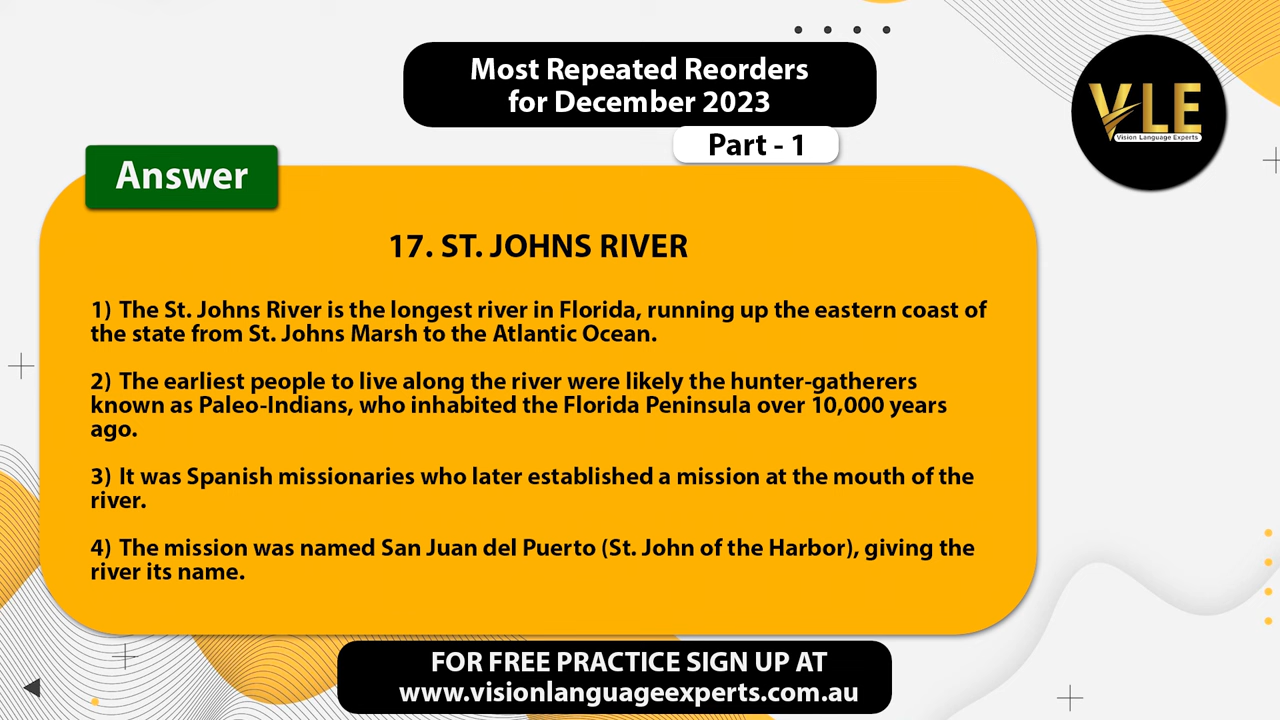 Most Repeated Reorders
for December 2023
Part - 1
VLE
Vision Language Experts
Answer
17. ST. JOHNS RIVER
1) The St. Johns River is the longest river in Florida, running up the eastern coast of
the state from St. Johns Marsh to the Atlantic Ocean.
2) The earliest people to live along the river were likely the hunter-gatherers
known as Paleo-Indians, who inhabited the Florida Peninsula over 10,000 years
ago.
3) It was Spanish missionaries who later established a mission at the mouth of the
river.
4) The mission was named San Juan del Puerto (St. John of the Harbor), giving the
river its name.
FOR FREE PRACTICE SIGN UP AT
www.visionlanguageexperts.com.au